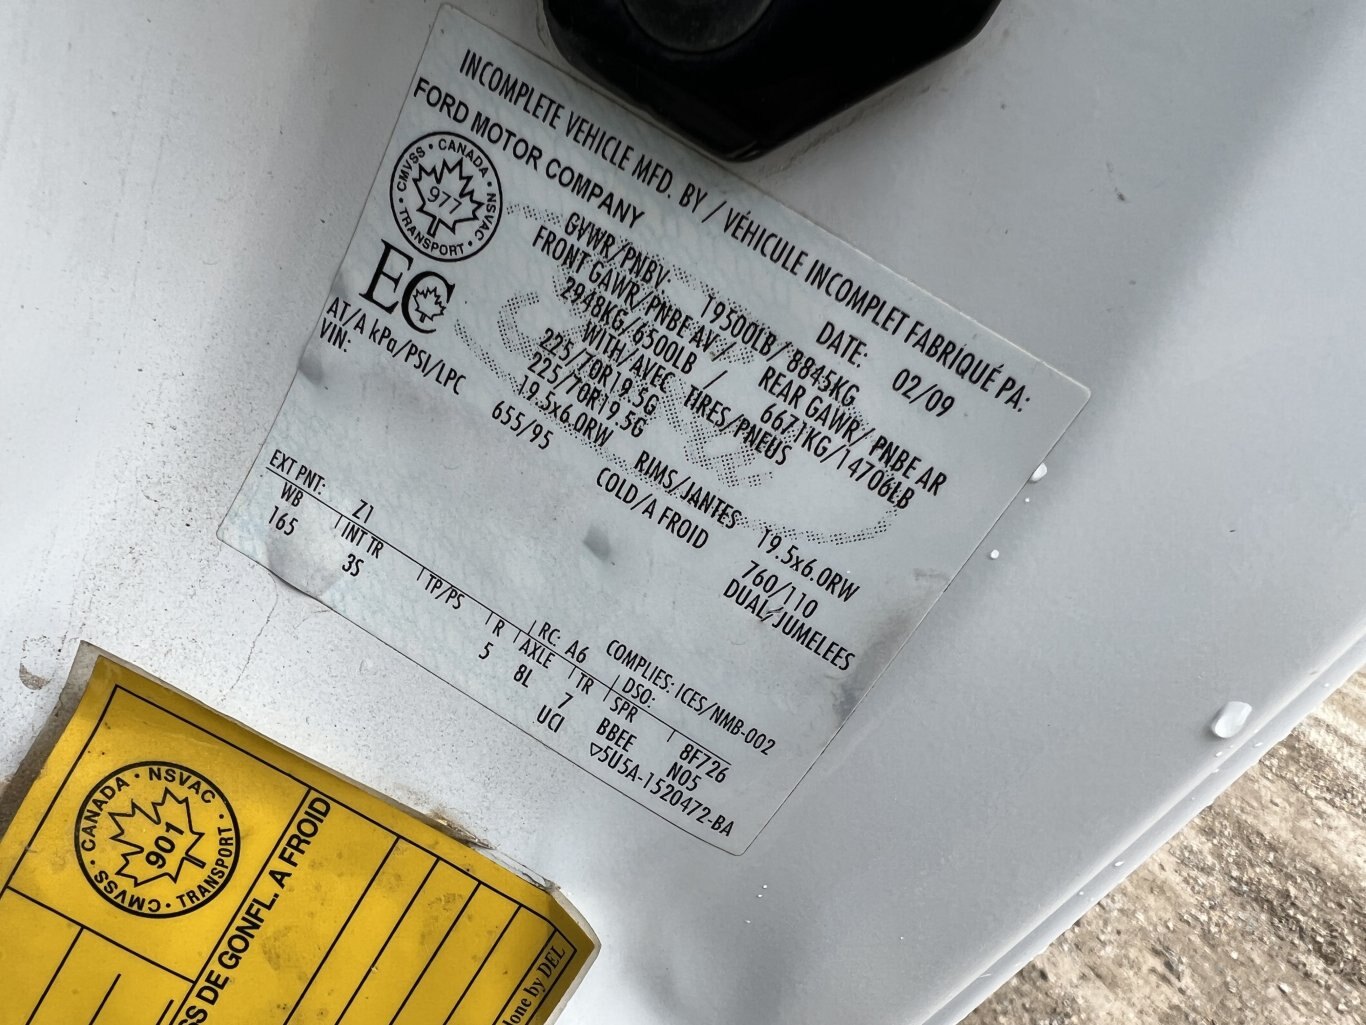 INCOMPLETE VEHICLE MFD. BY / VÉHICULE INCOMPLET FABRIQUÉ PA:
FORD MOTOR COMPANY
DATE: 02/09
GVWR/PNBV 19500LB/8845KG
FRONT GAWR/PNBE AV / REAR GAWR/PNBE AR
2948KG/6500LB / 6671KG/14706LB
WITH/AVEC TIRES/PNEUS
225/70R19.5G
225/70R19.5G
19.5x6.0RW RIMS/JANTES 19.5x6.0RW
655/95 COLD/A FROID 760/110
DUAL/JUMELEES
CMVSS · CANADA · NSVAC · TRANSPORT ·
977
EC
AT/A kPa/PSI/LPC
VIN:
COMPLIES: ICES/NMB-002
EXT PNT: Z1 RC: A6 DSO: 8F726
WB INT TR TP/PS R AXLE TR SPR
165 3S 5 8L 7 BBEE N05
UCI ▽5U5A-1520472-BA
CMVSS · CANADA · NSVAC · TRANSPORT ·
901
DE GONFL. A FROID
by DEL